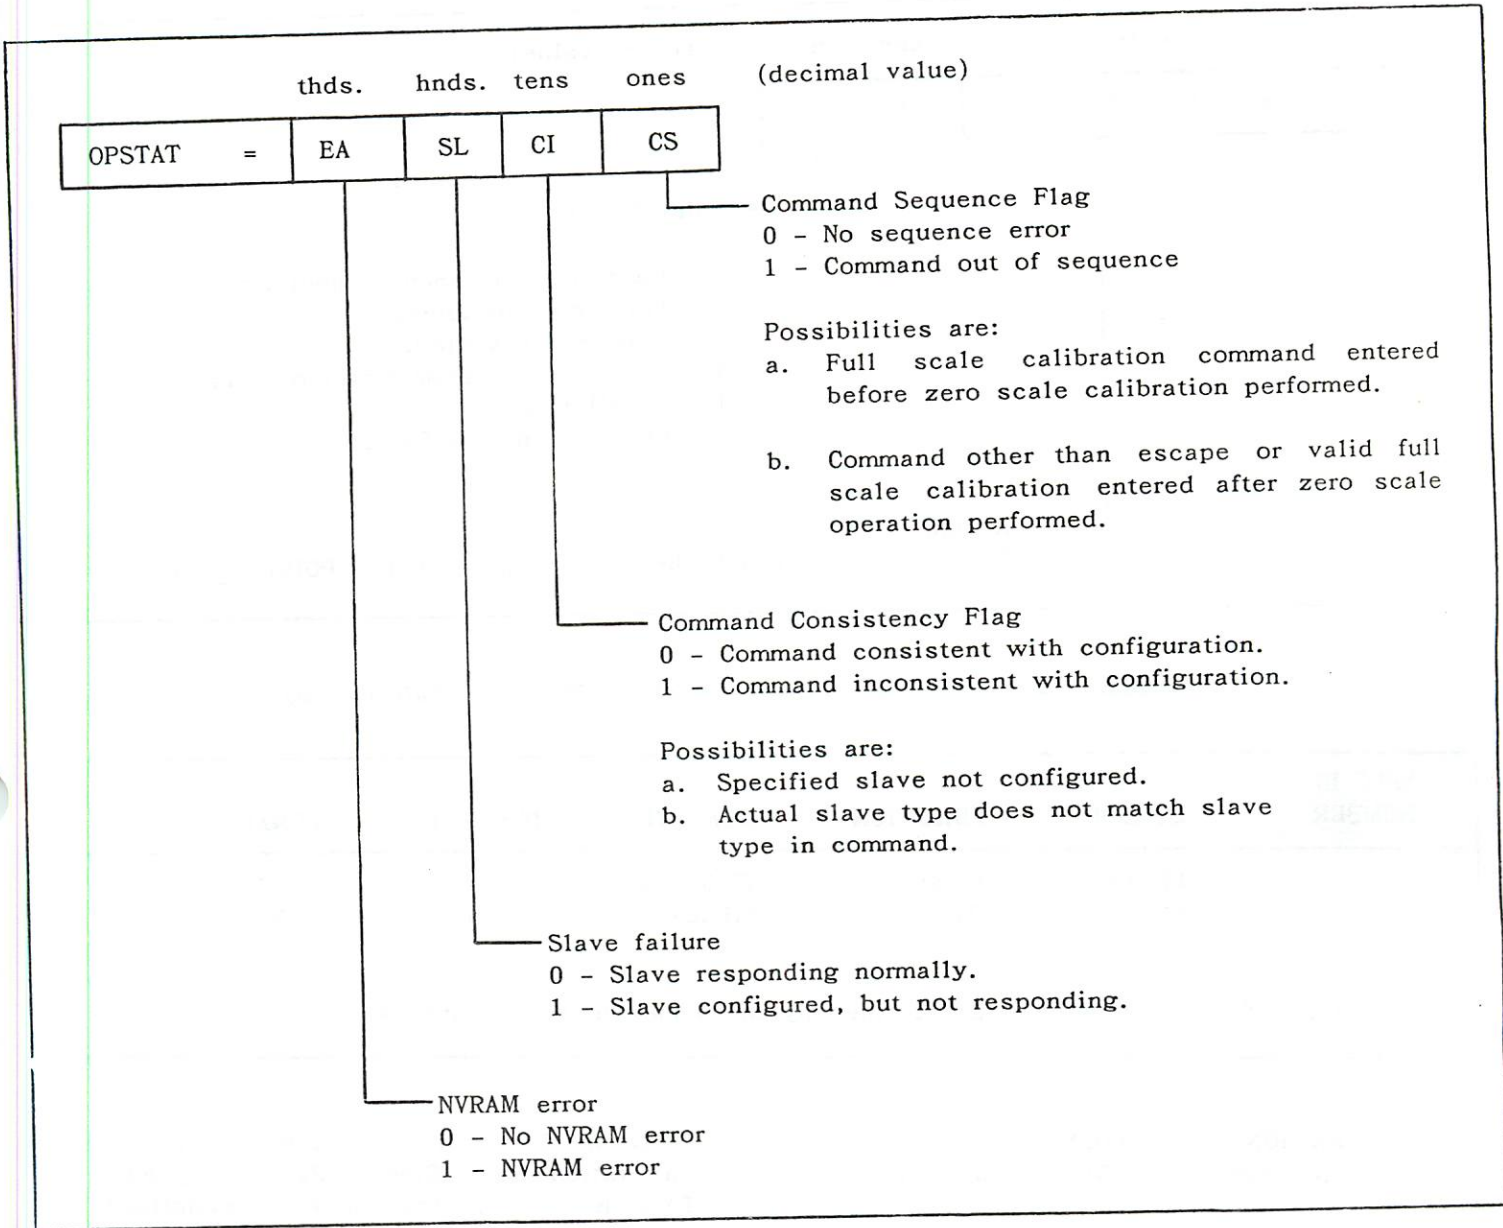 thds. hnds. tens ones (decimal value)
OPSTAT = EA SL CI CS
Command Sequence Flag
0 - No sequence error
1 - Command out of sequence
Possibilities are:
a. Full scale calibration command entered
before zero scale calibration performed.
b. Command other than escape or valid full
scale calibration entered after zero scale
operation performed.
Command Consistency Flag
0 - Command consistent with configuration.
1 - Command inconsistent with configuration.
Possibilities are:
a. Specified slave not configured.
b. Actual slave type does not match slave
type in command.
Slave failure
0 - Slave responding normally.
1 - Slave configured, but not responding.
NVRAM error
0 - No NVRAM error
1 - NVRAM error